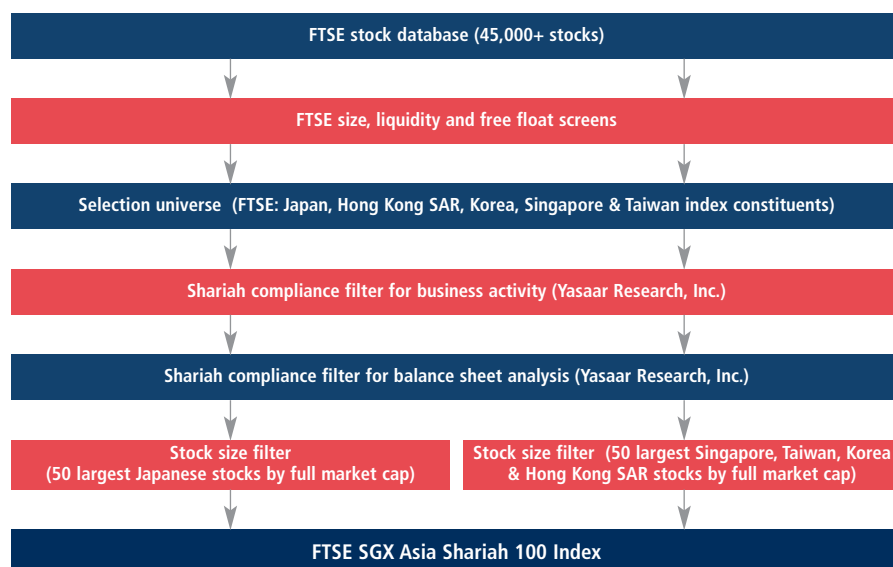 FTSE stock database (45,000+ stocks)
FTSE size, liquidity and free float screens
Selection universe (FTSE: Japan, Hong Kong SAR, Korea, Singapore & Taiwan index constituents)
Shariah compliance filter for business activity (Yasaar Research, Inc.)
Shariah compliance filter for balance sheet analysis (Yasaar Research, Inc.)
Stock size filter
(50 largest Japanese stocks by full market cap)
Stock size filter (50 largest Singapore, Taiwan, Korea
& Hong Kong SAR stocks by full market cap)
FTSE SGX Asia Shariah 100 Index